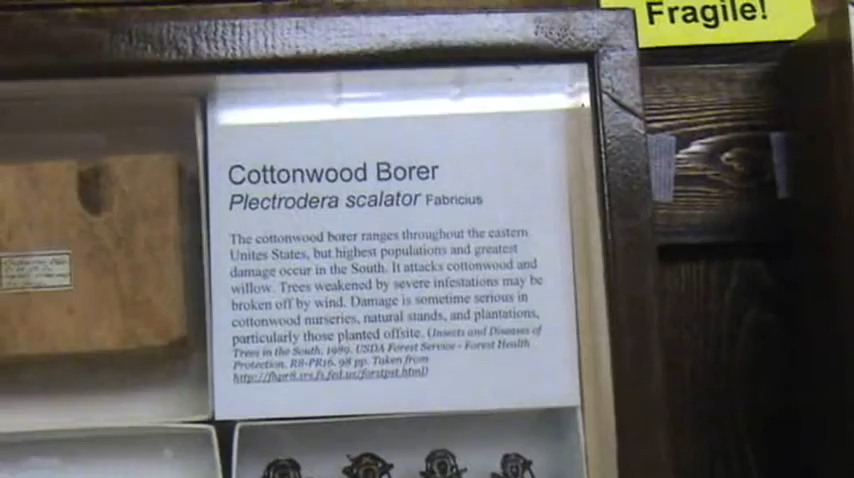 Fragile!
Cottonwood Borer
Plectrodera scalator Fabricius
The cottonwood borer ranges throughout the eastern
Unites States, but highest populations and greatest
damage occur in the South. It attacks cottonwood and
willow. Trees weakened by severe infestations may be
broken off by wind. Damage is sometime serious in
cottonwood nurseries, natural stands, and plantations,
particularly those planted offsite. (Insects and Diseases of
Trees in the South. 1989. USDA Forest Service - Forest Health
Protection. R8-PR16. 98 pp. Taken from
http://fhpr8.srs.fs.fed.us/forstpst.html)